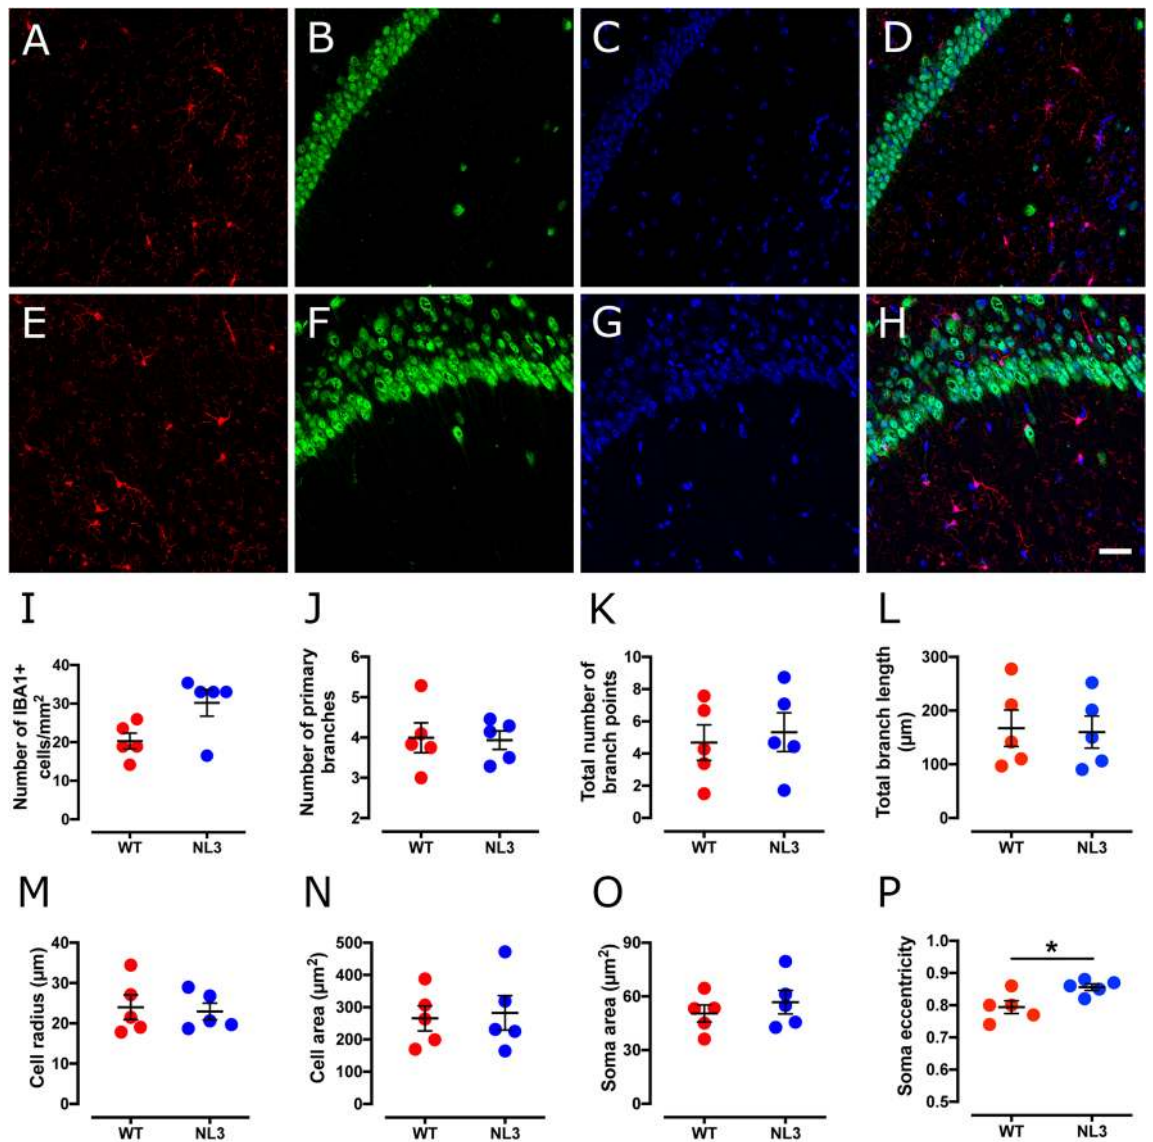 A B C D
E F G H
I J K L
Number of IBA1+
cells/mm²
40
30
20
10
0
WT NL3
Number of primary
branches
6
5
4
3
2
WT NL3
Total number of
branch points
10
8
6
4
2
0
WT NL3
Total branch length
(µm)
300
200
100
0
WT NL3
M N O P
Cell radius (µm)
40
30
20
10
0
WT NL3
Cell area (µm²)
500
400
300
200
100
0
WT NL3
Soma area (µm²)
90
60
30
0
WT NL3
Soma eccentricity
1.0
0.9
0.8
0.7
0.6
0.5
*
WT NL3